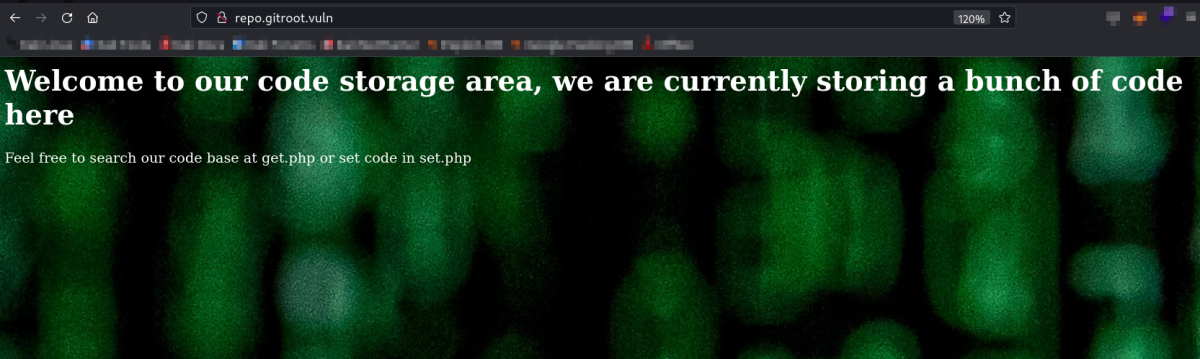 repo.gitroot.vuln
120%
Welcome to our code storage area, we are currently storing a bunch of code
here
Feel free to search our code base at get.php or set code in set.php